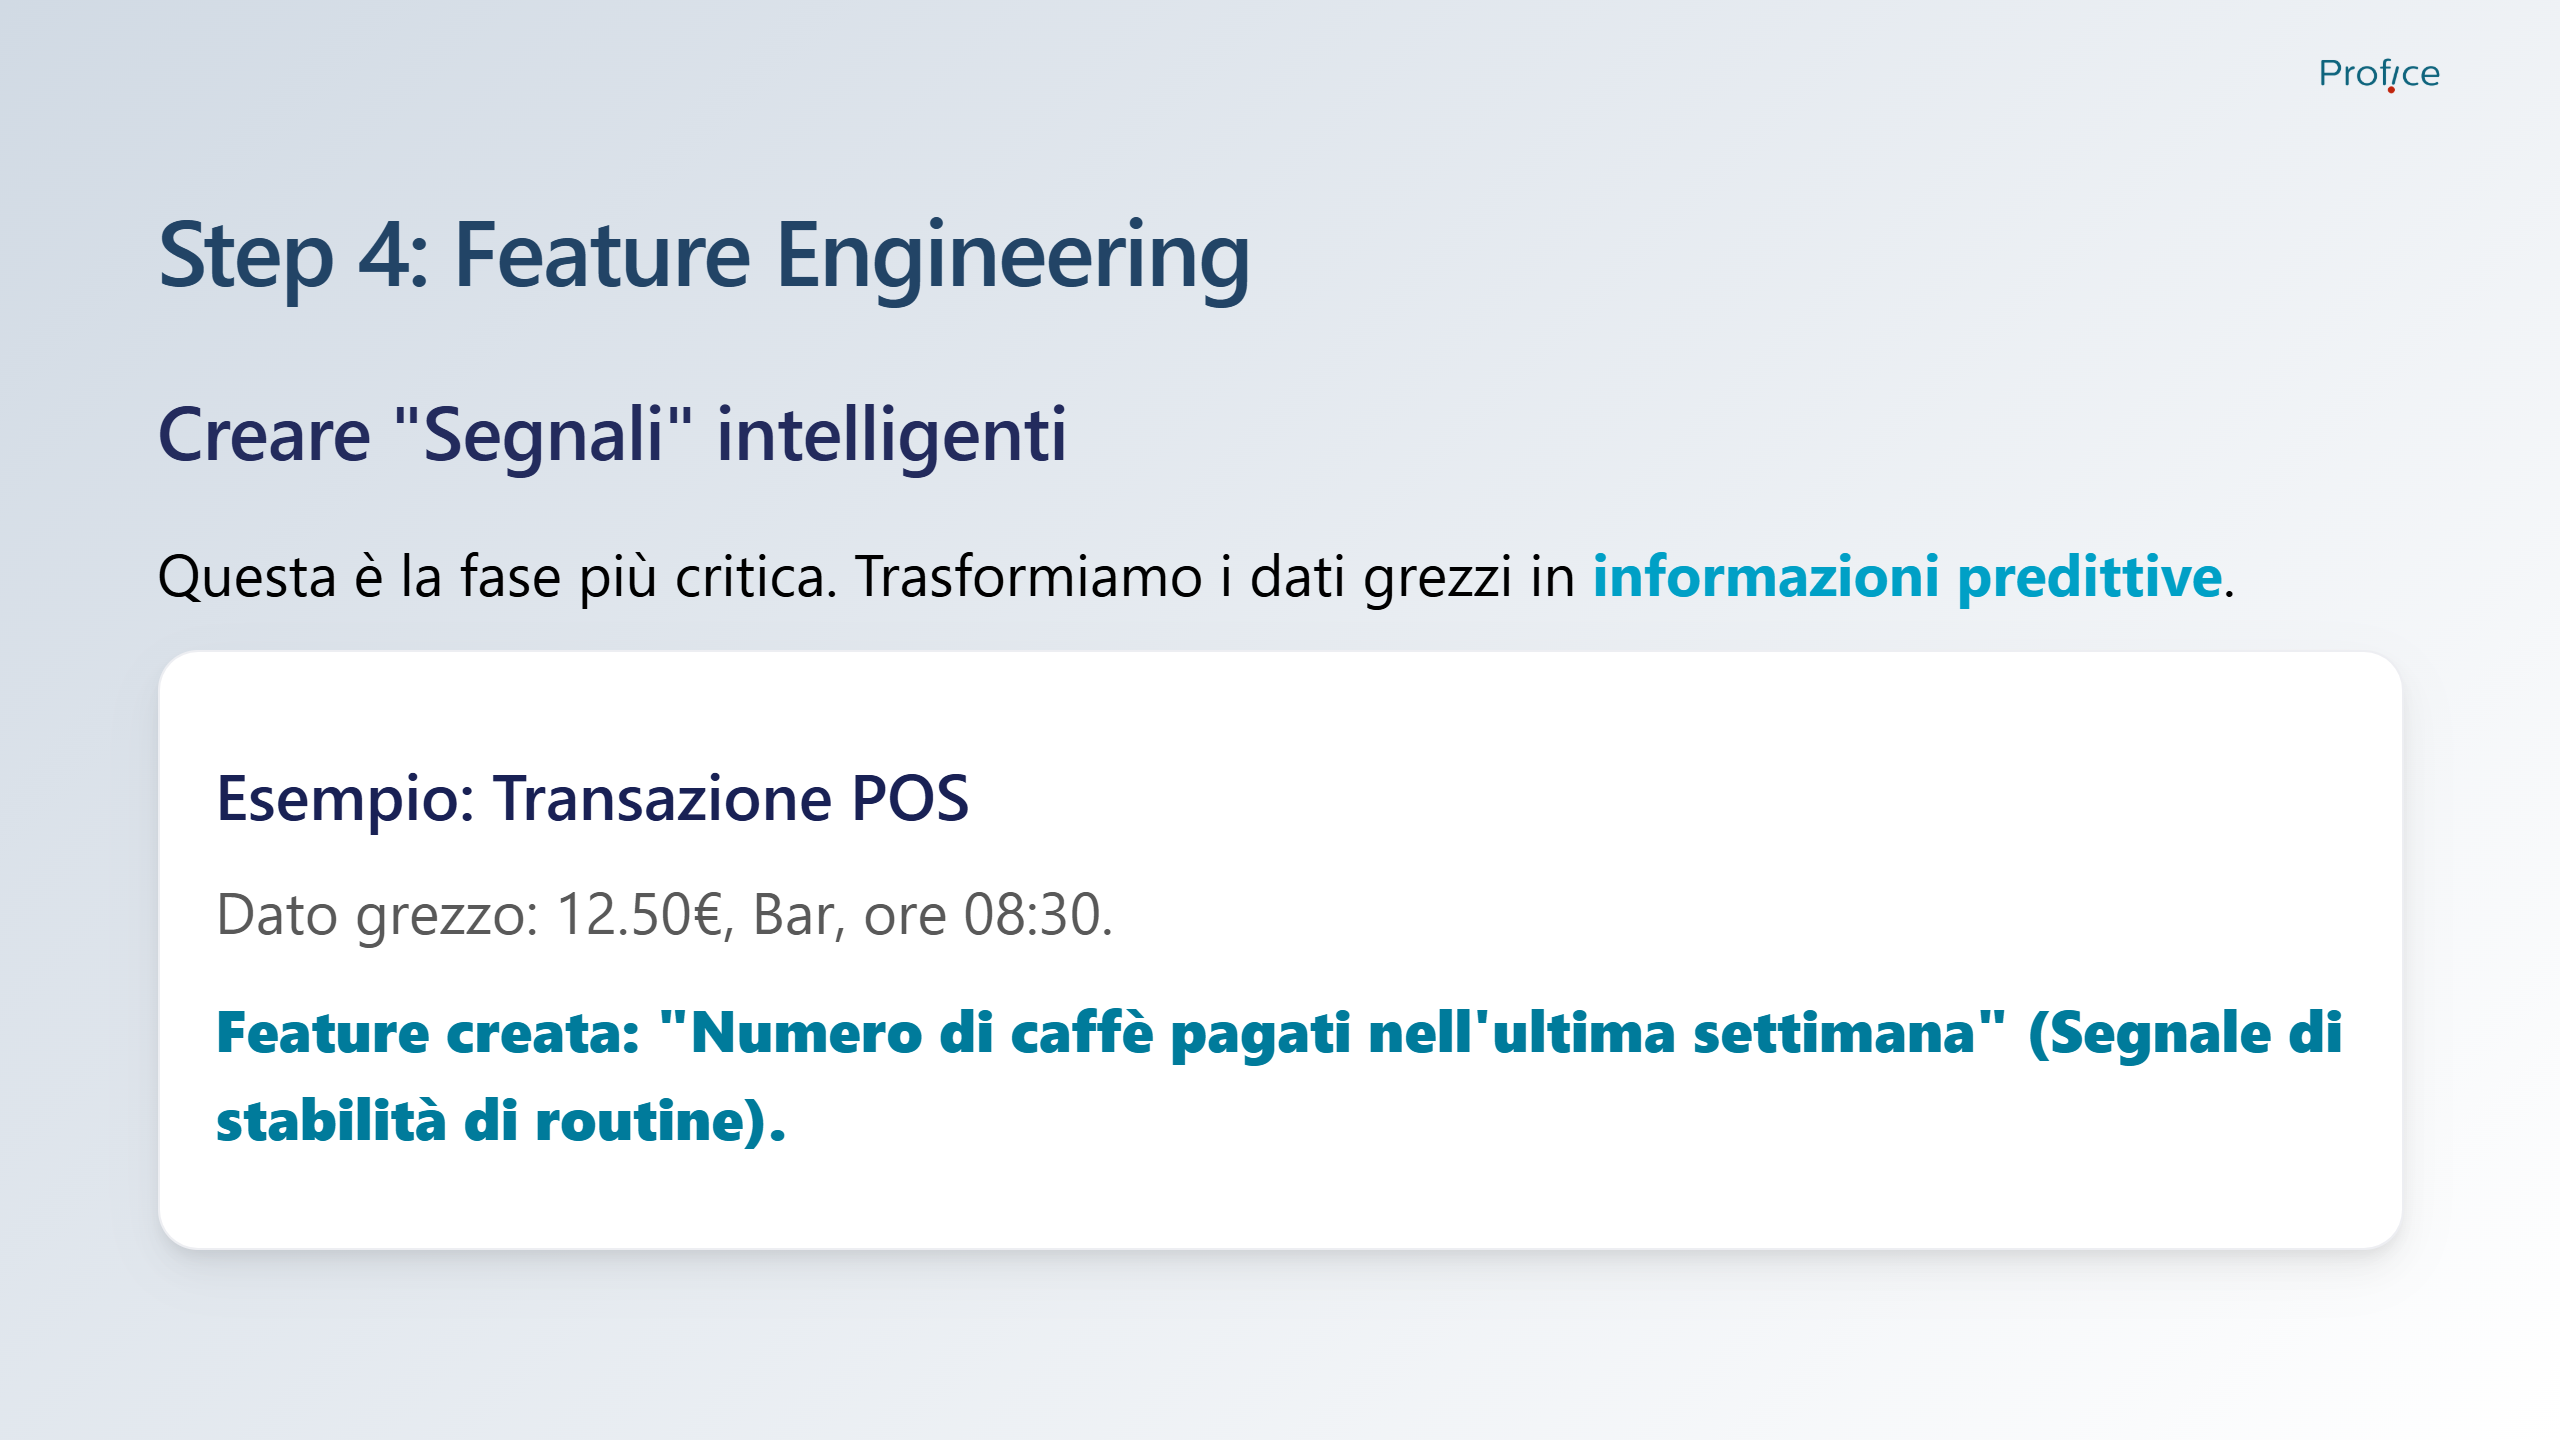 Profice
Step 4: Feature Engineering
Creare "Segnali" intelligenti
Questa è la fase più critica. Trasformiamo i dati grezzi in informazioni predittive.
Esempio: Transazione POS
Dato grezzo: 12.50€, Bar, ore 08:30.
Feature creata: "Numero di caffè pagati nell'ultima settimana" (Segnale di
stabilità di routine).